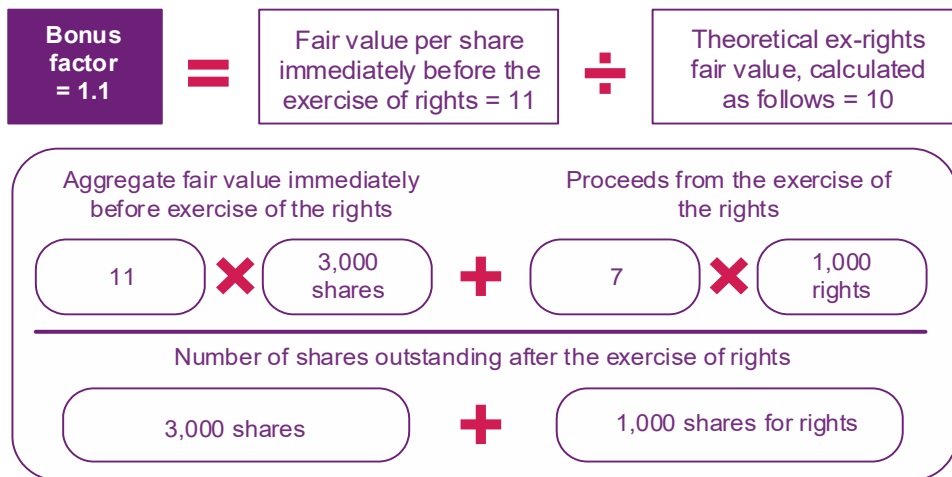 Bonus
factor
= 1.1
=
Fair value per share
immediately before the
exercise of rights = 11
÷
Theoretical ex-rights
fair value, calculated
as follows = 10
Aggregate fair value immediately
before exercise of the rights
Proceeds from the exercise of
the rights
11
×
3,000
shares
+
7
×
1,000
rights
Number of shares outstanding after the exercise of rights
3,000 shares
+
1,000 shares for rights